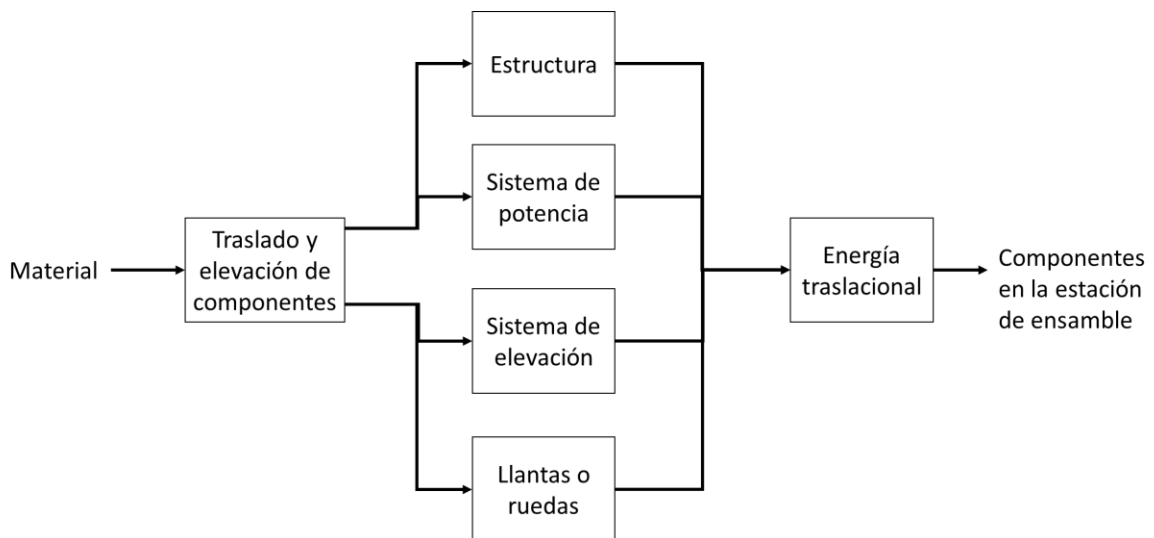 Material
Traslado y
elevación de
componentes
Estructura
Sistema de
potencia
Sistema de
elevación
Llantas o
ruedas
Energía
traslacional
Componentes
en la estación
de ensamble